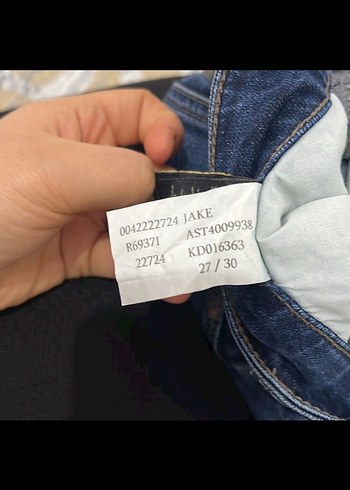 0042222724 JAKE
R69371 AST4009938
22724 KD016363
27 / 30